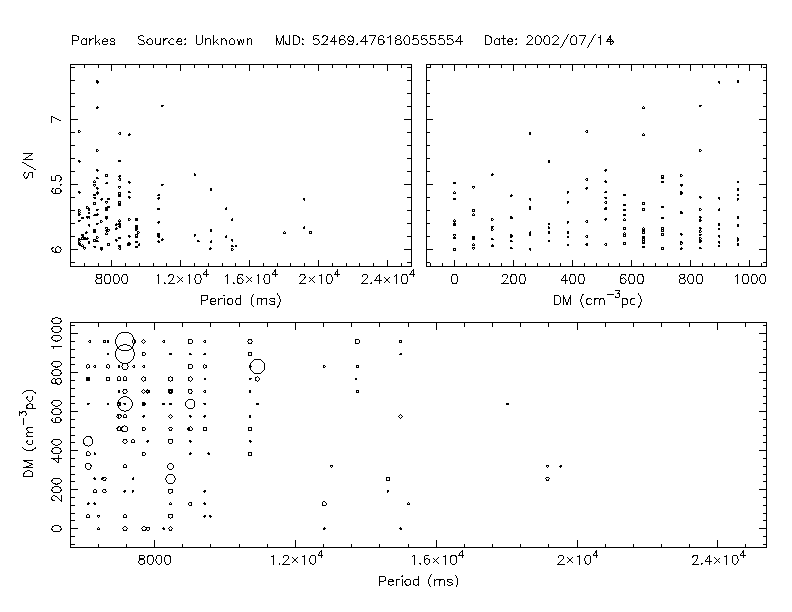 Parkes Source: Unknown MJD: 52469.476180555554 Date: 2002/07/14
S/N
7
6.5
6
8000 1.2×10⁴ 1.6×10⁴ 2×10⁴ 2.4×10⁴
Period (ms)
0 200 400 600 800 1000
DM (cm⁻³pc)
DM (cm⁻³pc)
1000
800
600
400
200
0
8000 1.2×10⁴ 1.6×10⁴ 2×10⁴ 2.4×10⁴
Period (ms)